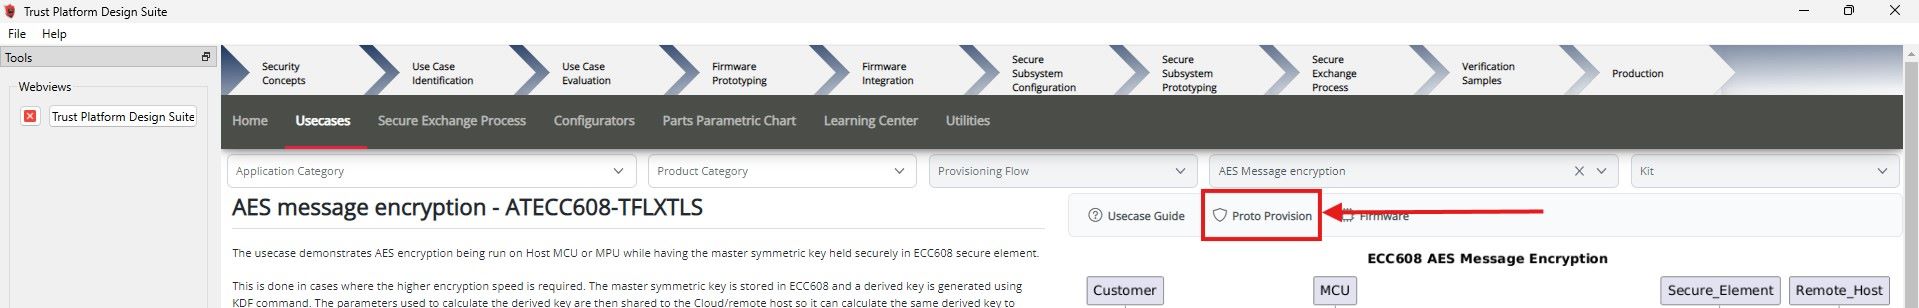 Trust Platform Design Suite
File Help
Tools
Webviews
Trust Platform Design Suite
Security
Concepts
Use Case
Identification
Use Case
Evaluation
Firmware
Prototyping
Firmware
Integration
Secure
Subsystem
Configuration
Secure
Subsystem
Prototyping
Secure
Exchange
Process
Verification
Samples
Production
Home Usecases Secure Exchange Process Configurators Parts Parametric Chart Learning Center Utilities
Application Category Product Category Provisioning Flow AES Message encryption Kit
AES message encryption - ATECC608-TFLXTLS
Usecase Guide Proto Provision Firmware
The usecase demonstrates AES encryption being run on Host MCU or MPU while having the master symmetric key held securely in ECC608 secure element.
This is done in cases where the higher encryption speed is required. The master symmetric key is stored in ECC608 and a derived key is generated using
KDF command. The parameters used to calculate the derived key are then shared to the Cloud/remote host so it can calculate the same derived key to
ECC608 AES Message Encryption
Customer MCU Secure_Element Remote_Host